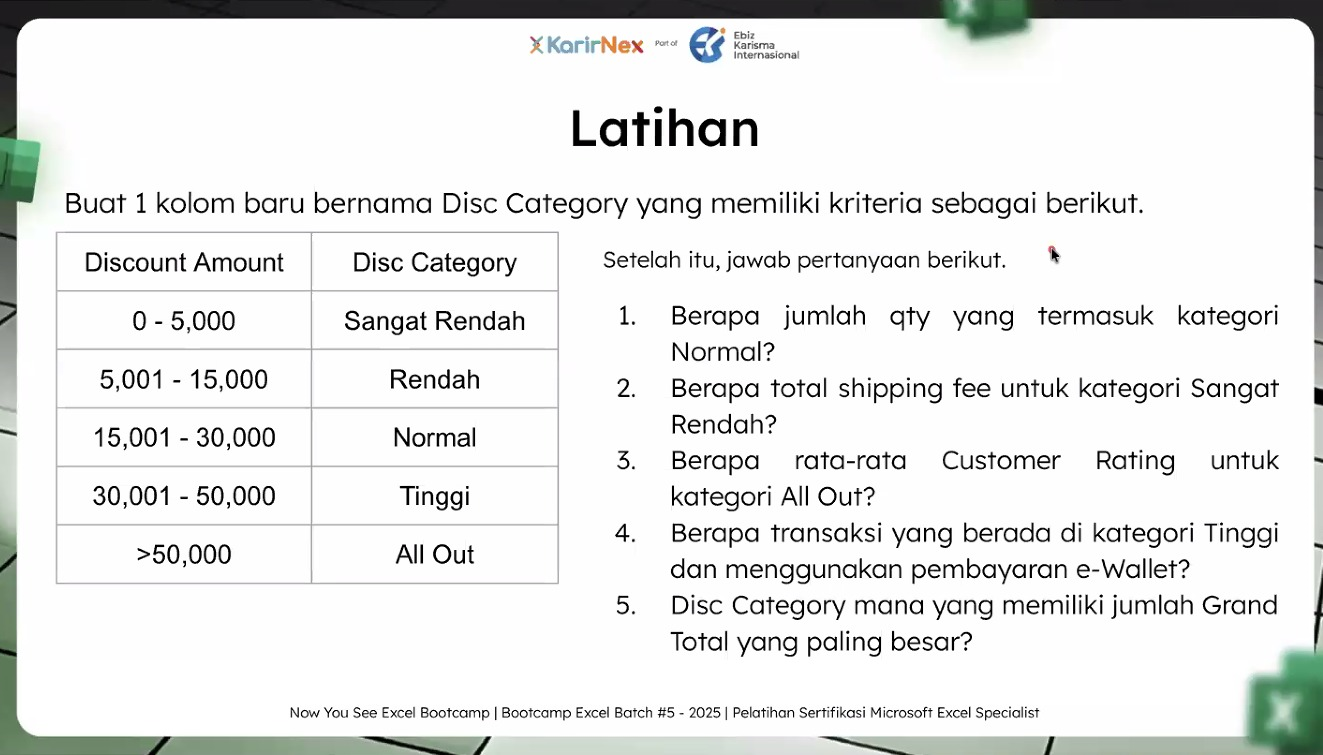 KarirNex Part of Ebiz
Karisma
Internasional
Latihan
Buat 1 kolom baru bernama Disc Category yang memiliki kriteria sebagai berikut.
Discount Amount Disc Category
0 - 5,000 Sangat Rendah
5,001 - 15,000 Rendah
15,001 - 30,000 Normal
30,001 - 50,000 Tinggi
>50,000 All Out
Setelah itu, jawab pertanyaan berikut.
1. Berapa jumlah qty yang termasuk kategori
Normal?
2. Berapa total shipping fee untuk kategori Sangat
Rendah?
3. Berapa rata-rata Customer Rating untuk
kategori All Out?
4. Berapa transaksi yang berada di kategori Tinggi
dan menggunakan pembayaran e-Wallet?
5. Disc Category mana yang memiliki jumlah Grand
Total yang paling besar?
Now You See Excel Bootcamp | Bootcamp Excel Batch #5 - 2025 | Pelatihan Sertifikasi Microsoft Excel Specialist
X